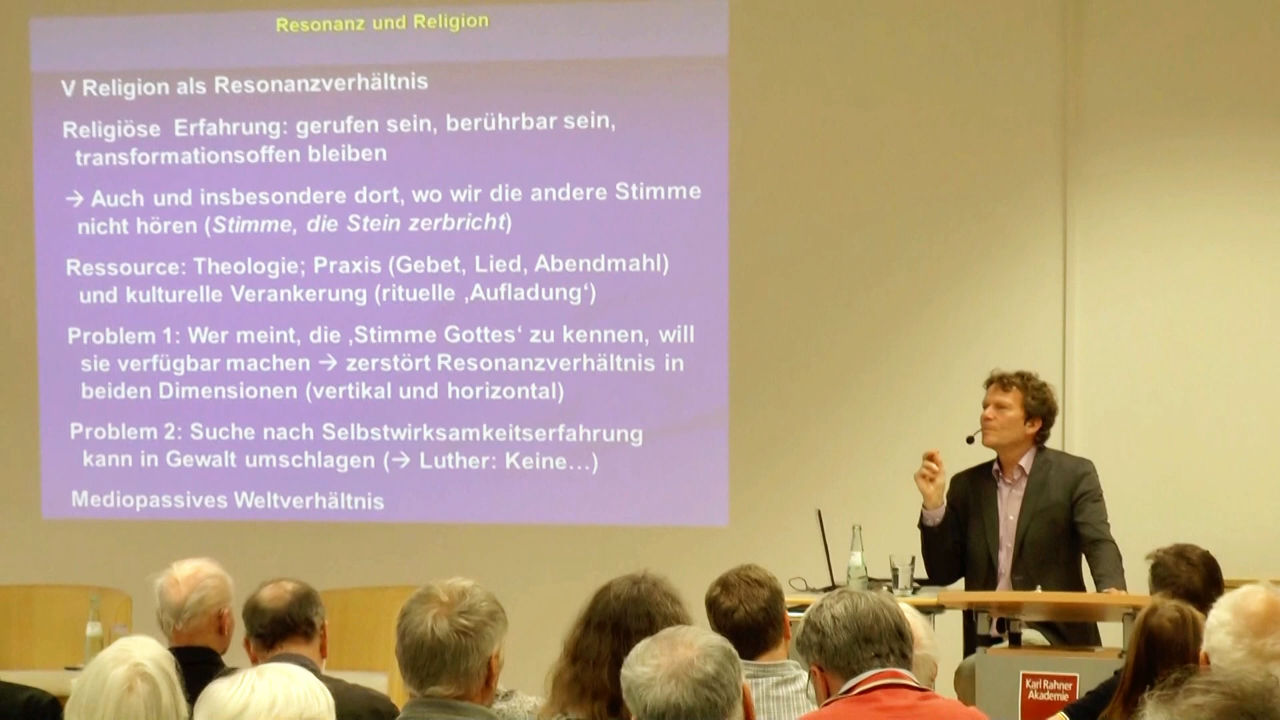 Resonanz und Religion
V Religion als Resonanzverhältnis
Religiöse Erfahrung: gerufen sein, berührbar sein,
transformationsoffen bleiben
→ Auch und insbesondere dort, wo wir die andere Stimme
nicht hören (Stimme, die Stein zerbricht)
Ressource: Theologie; Praxis (Gebet, Lied, Abendmahl)
und kulturelle Verankerung (rituelle ‚Aufladung‘)
Problem 1: Wer meint, die ‚Stimme Gottes‘ zu kennen, will
sie verfügbar machen → zerstört Resonanzverhältnis in
beiden Dimensionen (vertikal und horizontal)
Problem 2: Suche nach Selbstwirksamkeitserfahrung
kann in Gewalt umschlagen (→ Luther: Keine…)
Mediopassives Weltverhältnis
Karl Rahner
Akademie